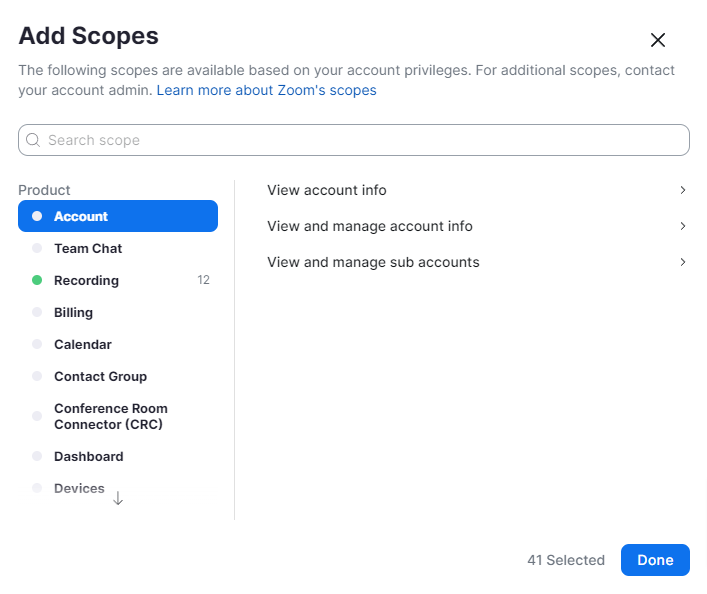 Add Scopes
The following scopes are available based on your account privileges. For additional scopes, contact
your account admin. Learn more about Zoom's scopes
Search scope
Product
Account
Team Chat
Recording 12
Billing
Calendar
Contact Group
Conference Room
Connector (CRC)
Dashboard
Devices
View account info
View and manage account info
View and manage sub accounts
41 Selected
Done